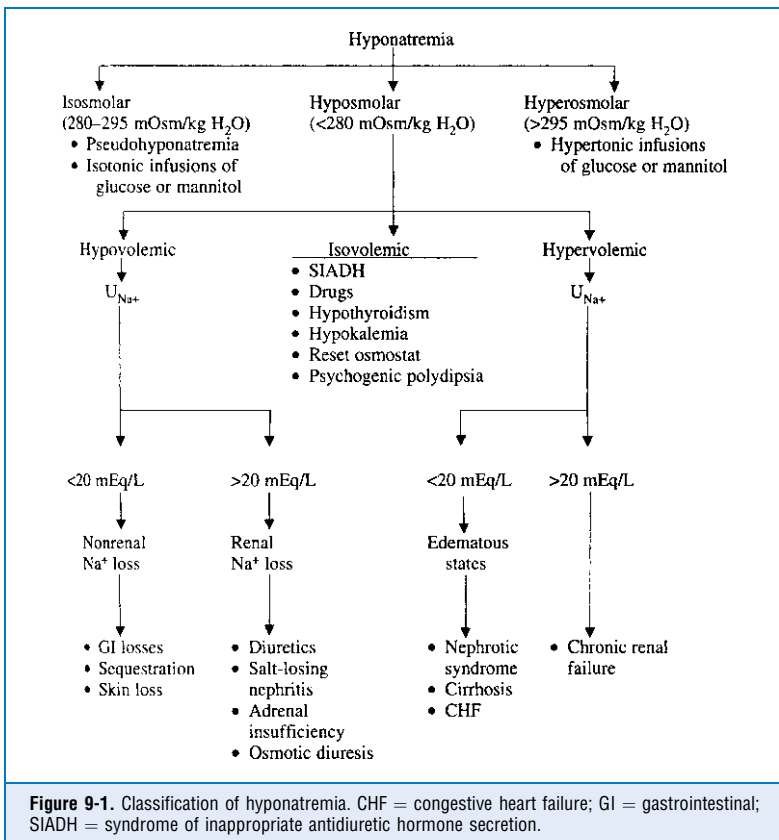 Hyponatremia
Isosmolar
(280–295 mOsm/kg H₂O)
• Pseudohyponatremia
• Isotonic infusions of
glucose or mannitol
Hyposmolar
(<280 mOsm/kg H₂O)
Hyperosmolar
(>295 mOsm/kg H₂O)
• Hypertonic infusions
of glucose or mannitol
Hypovolemic
U Na+
Isovolemic
• SIADH
• Drugs
• Hypothyroidism
• Hypokalemia
• Reset osmostat
• Psychogenic polydipsia
Hypervolemic
U Na+
<20 mEq/L
Nonrenal
Na⁺ loss
• GI losses
• Sequestration
• Skin loss
>20 mEq/L
Renal
Na⁺ loss
• Diuretics
• Salt-losing
nephritis
• Adrenal
insufficiency
• Osmotic diuresis
<20 mEq/L
Edematous
states
• Nephrotic
syndrome
• Cirrhosis
• CHF
>20 mEq/L
• Chronic renal
failure
Figure 9-1. Classification of hyponatremia. CHF = congestive heart failure; GI = gastrointestinal;
SIADH = syndrome of inappropriate antidiuretic hormone secretion.